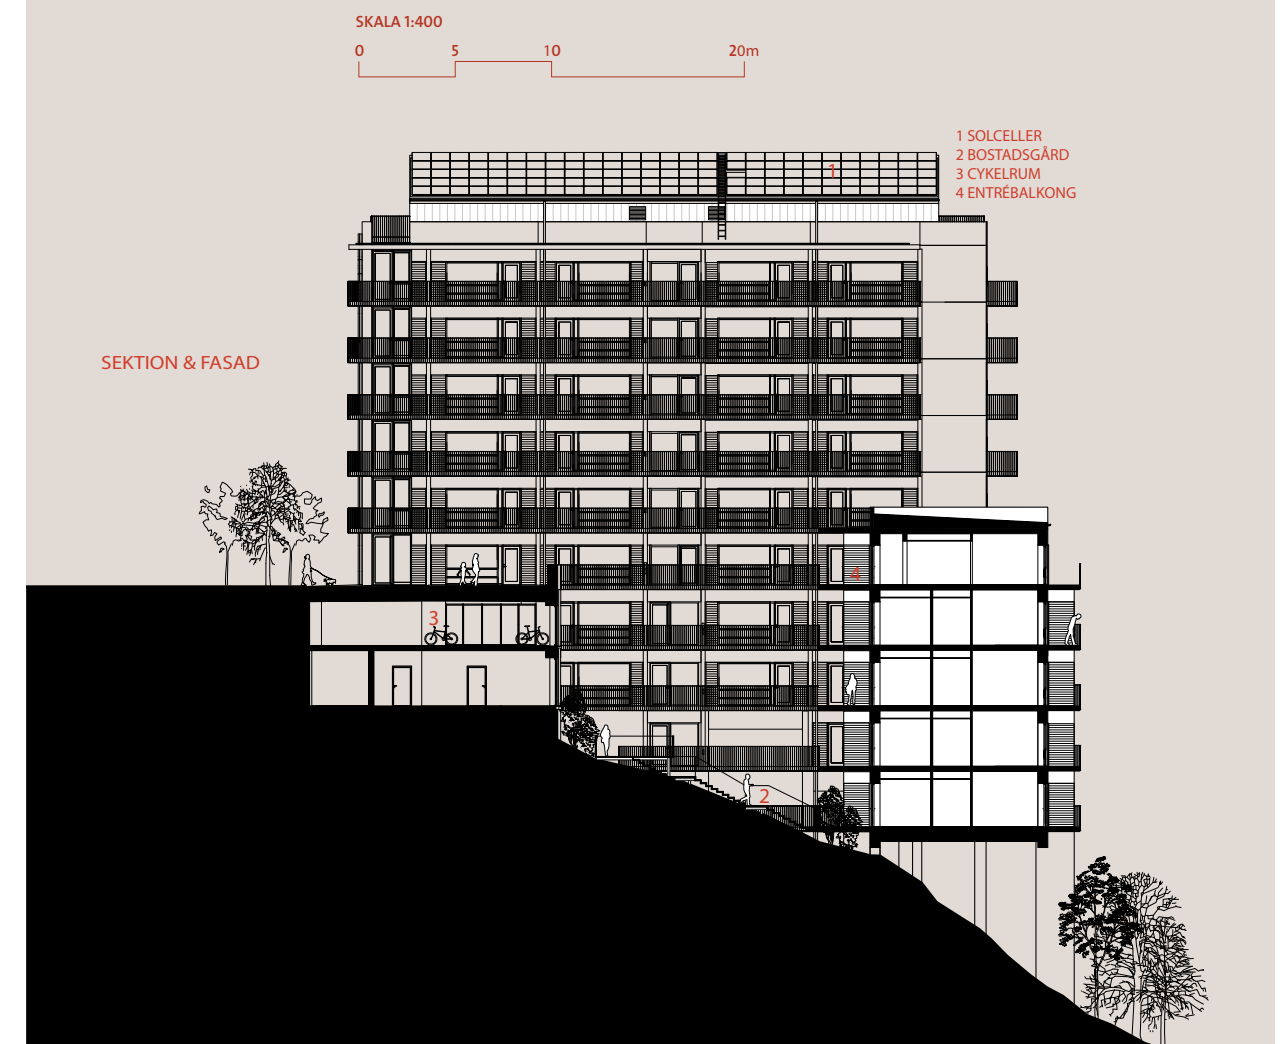 SKALA 1:400
0 5 10 20m
1 SOLCELLER
2 BOSTADSGÅRD
3 CYKELRUM
4 ENTRÉBALKONG
1
SEKTION & FASAD
4
3
2